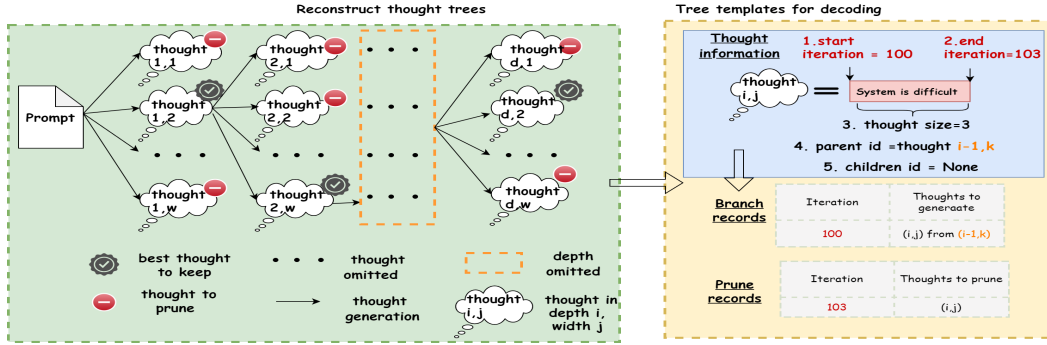 Reconstruct thought trees
Prompt
thought
1,1
thought
2,1
thought
d,1
thought
1,2
thought
2,2
thought
d,2
thought
1,w
thought
2,w
thought
d,w
best thought
to keep
thought
omitted
depth
omitted
thought to
prune
thought
generation
thought
i,j
thought in
depth i,
width j
Tree templates for decoding
Thought
information
1.start
iteration = 100
2.end
iteration=103
thought
i,j
System is difficult
3. thought size=3
4. parent id =thought i-1,k
5. children id = None
Branch
records
Iteration
Thoughts to
generaate
100
(i,j) from (i-1,k)
Prune
records
Iteration
Thoughts to prune
103
(i,j)